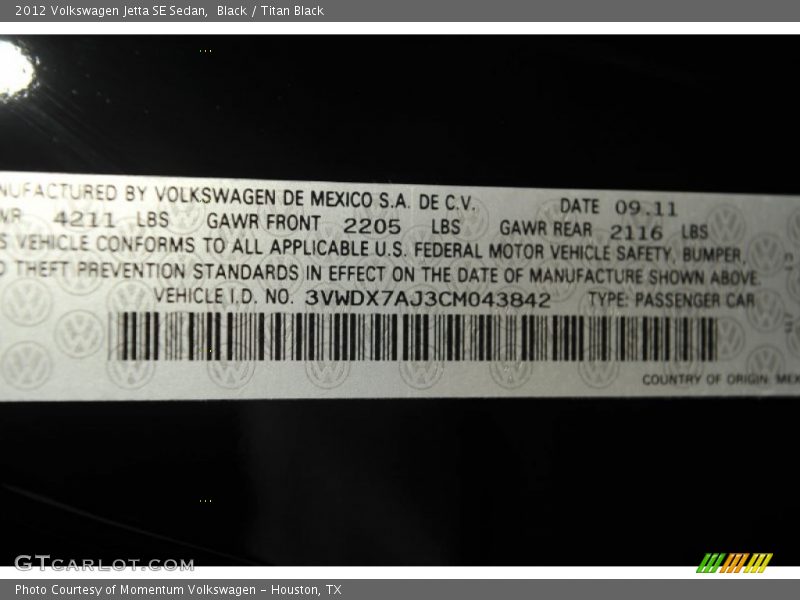 2012 Volkswagen Jetta SE Sedan,  Black / Titan Black
NUFACTURED BY VOLKSWAGEN DE MEXICO S.A. DE C.V. DATE 09.11
WR 4211 LBS GAWR FRONT 2205 LBS GAWR REAR 2116 LBS
S VEHICLE CONFORMS TO ALL APPLICABLE U.S. FEDERAL MOTOR VEHICLE SAFETY, BUMPER,
D THEFT PREVENTION STANDARDS IN EFFECT ON THE DATE OF MANUFACTURE SHOWN ABOVE.
VEHICLE I.D. NO. 3VWDX7AJ3CM043842 TYPE: PASSENGER CAR
COUNTRY OF ORIGIN: MEX
GTCARLOT.COM
Photo Courtesy of Momentum Volkswagen - Houston, TX